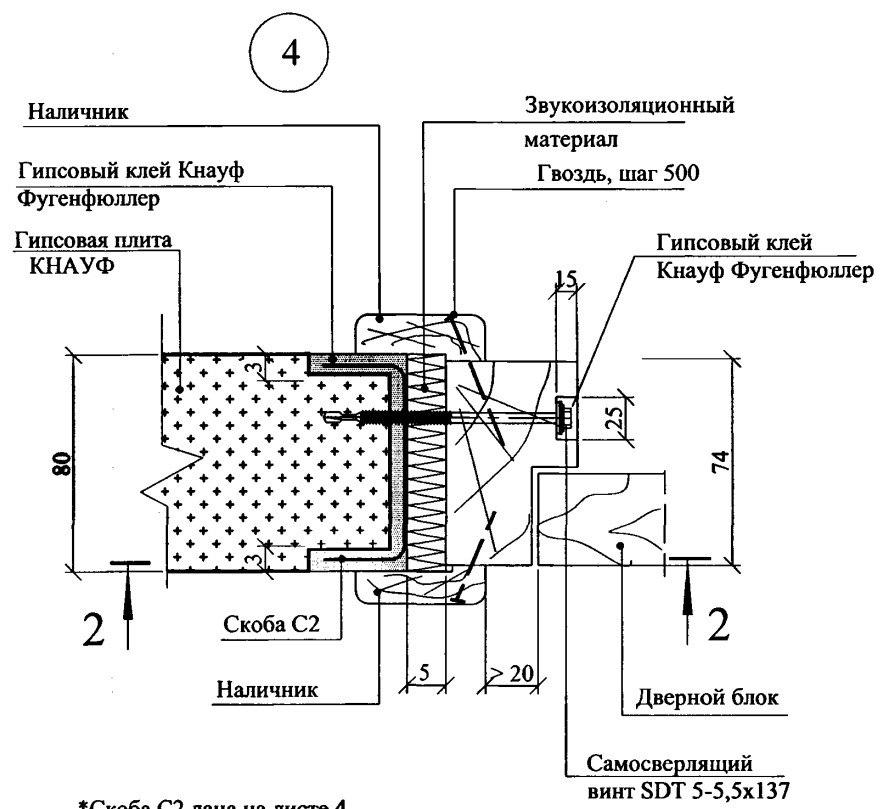 4
Наличник
Звукоизоляционный
материал
Гипсовый клей Кнауф
Фугенфюллер
Гвоздь, шаг 500
Гипсовая плита
КНАУФ
Гипсовый клей
Кнауф Фугенфюллер
15
3
25
80
74
3
2
2
Скоба С2
5
> 20
Наличник
Дверной блок
Самосверлящий
винт SDT 5-5,5х137
*Скоба С2 дана на листе 4